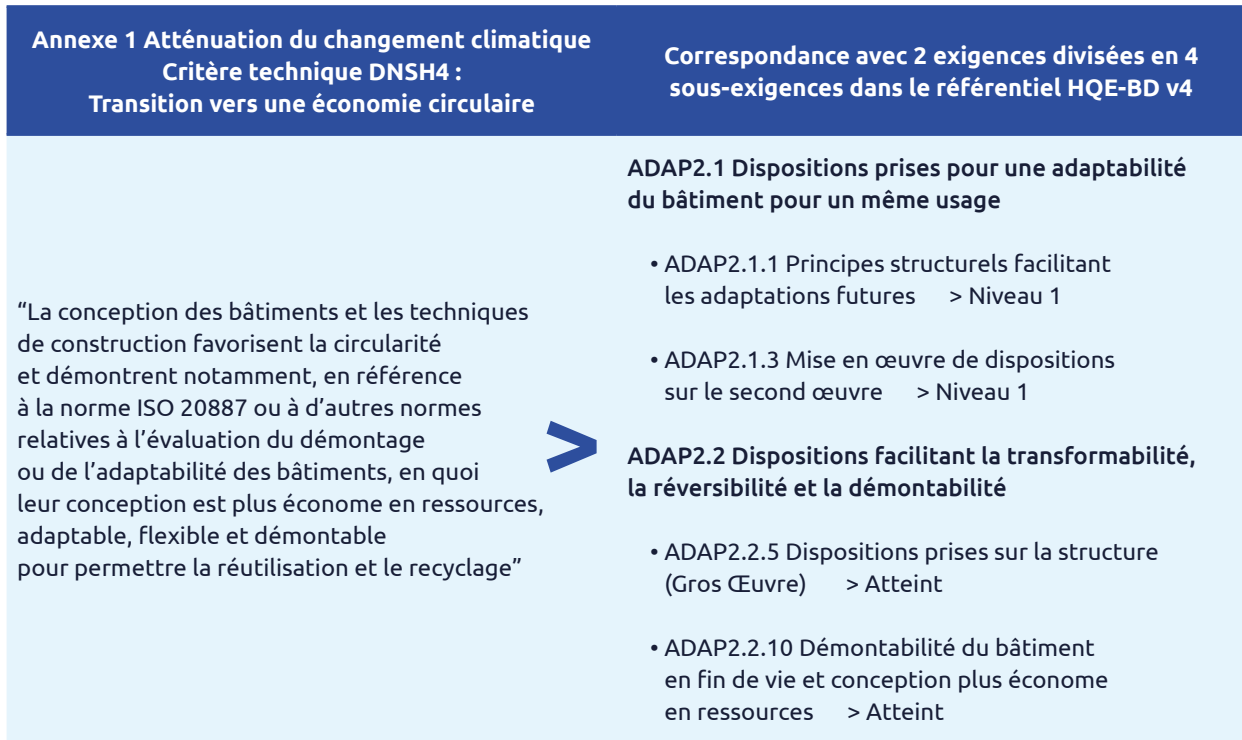 Annexe 1 Atténuation du changement climatique
Critère technique DNSH4 :
Transition vers une économie circulaire
Correspondance avec 2 exigences divisées en 4
sous-exigences dans le référentiel HQE-BD v4
“La conception des bâtiments et les techniques
de construction favorisent la circularité
et démontrent notamment, en référence
à la norme ISO 20887 ou à d’autres normes
relatives à l’évaluation du démontage
ou de l’adaptabilité des bâtiments, en quoi
leur conception est plus économe en ressources,
adaptable, flexible et démontable
pour permettre la réutilisation et le recyclage”
>
ADAP2.1 Dispositions prises pour une adaptabilité
du bâtiment pour un même usage
• ADAP2.1.1 Principes structurels facilitant
les adaptations futures > Niveau 1
• ADAP2.1.3 Mise en œuvre de dispositions
sur le second œuvre > Niveau 1
ADAP2.2 Dispositions facilitant la transformabilité,
la réversibilité et la démontabilité
• ADAP2.2.5 Dispositions prises sur la structure
(Gros Œuvre) > Atteint
• ADAP2.2.10 Démontabilité du bâtiment
en fin de vie et conception plus économe
en ressources > Atteint